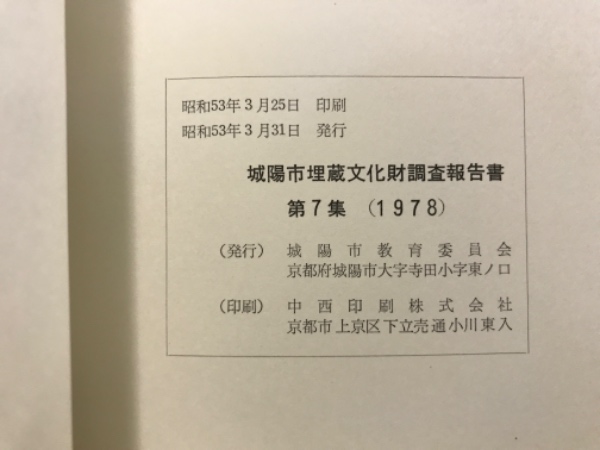 昭和53年3月25日 印刷
昭和53年3月31日 発行
城陽市埋蔵文化財調査報告書
第7集 (1978)
(発行) 城陽市教育委員会
京都府城陽市大字寺田小字東ノ口
(印刷) 中西印刷株式会社
京都市上京区下立売通小川東入